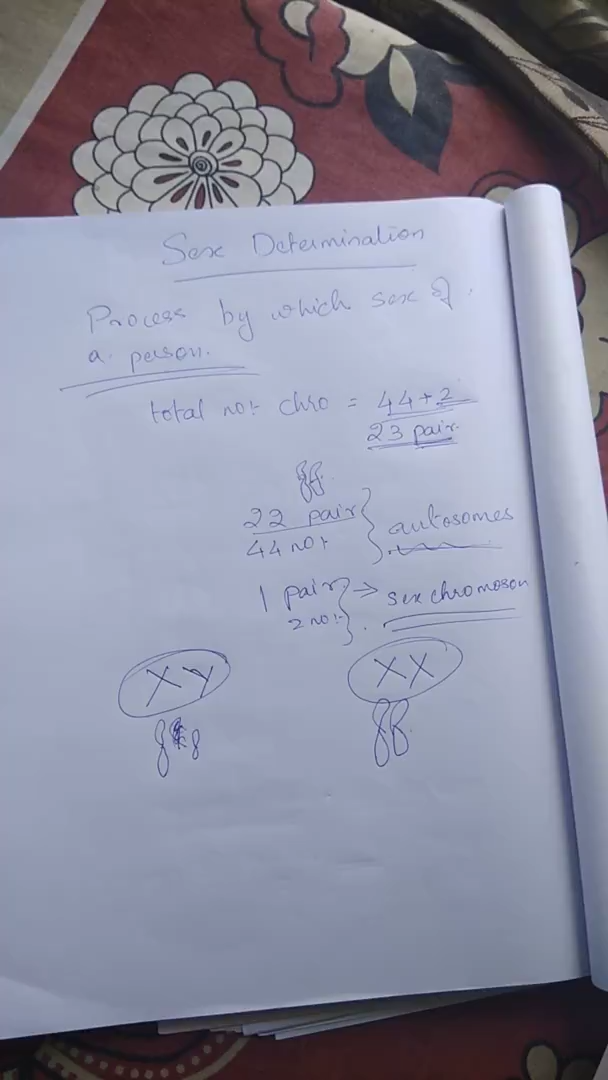 Sex Determination
Process by which sex of
a person.
total no:- chro = 44+2
23 pair
22 pair } autosomes
44 no:-
1 pair } → sex chromoson
2 no:-
XY XX